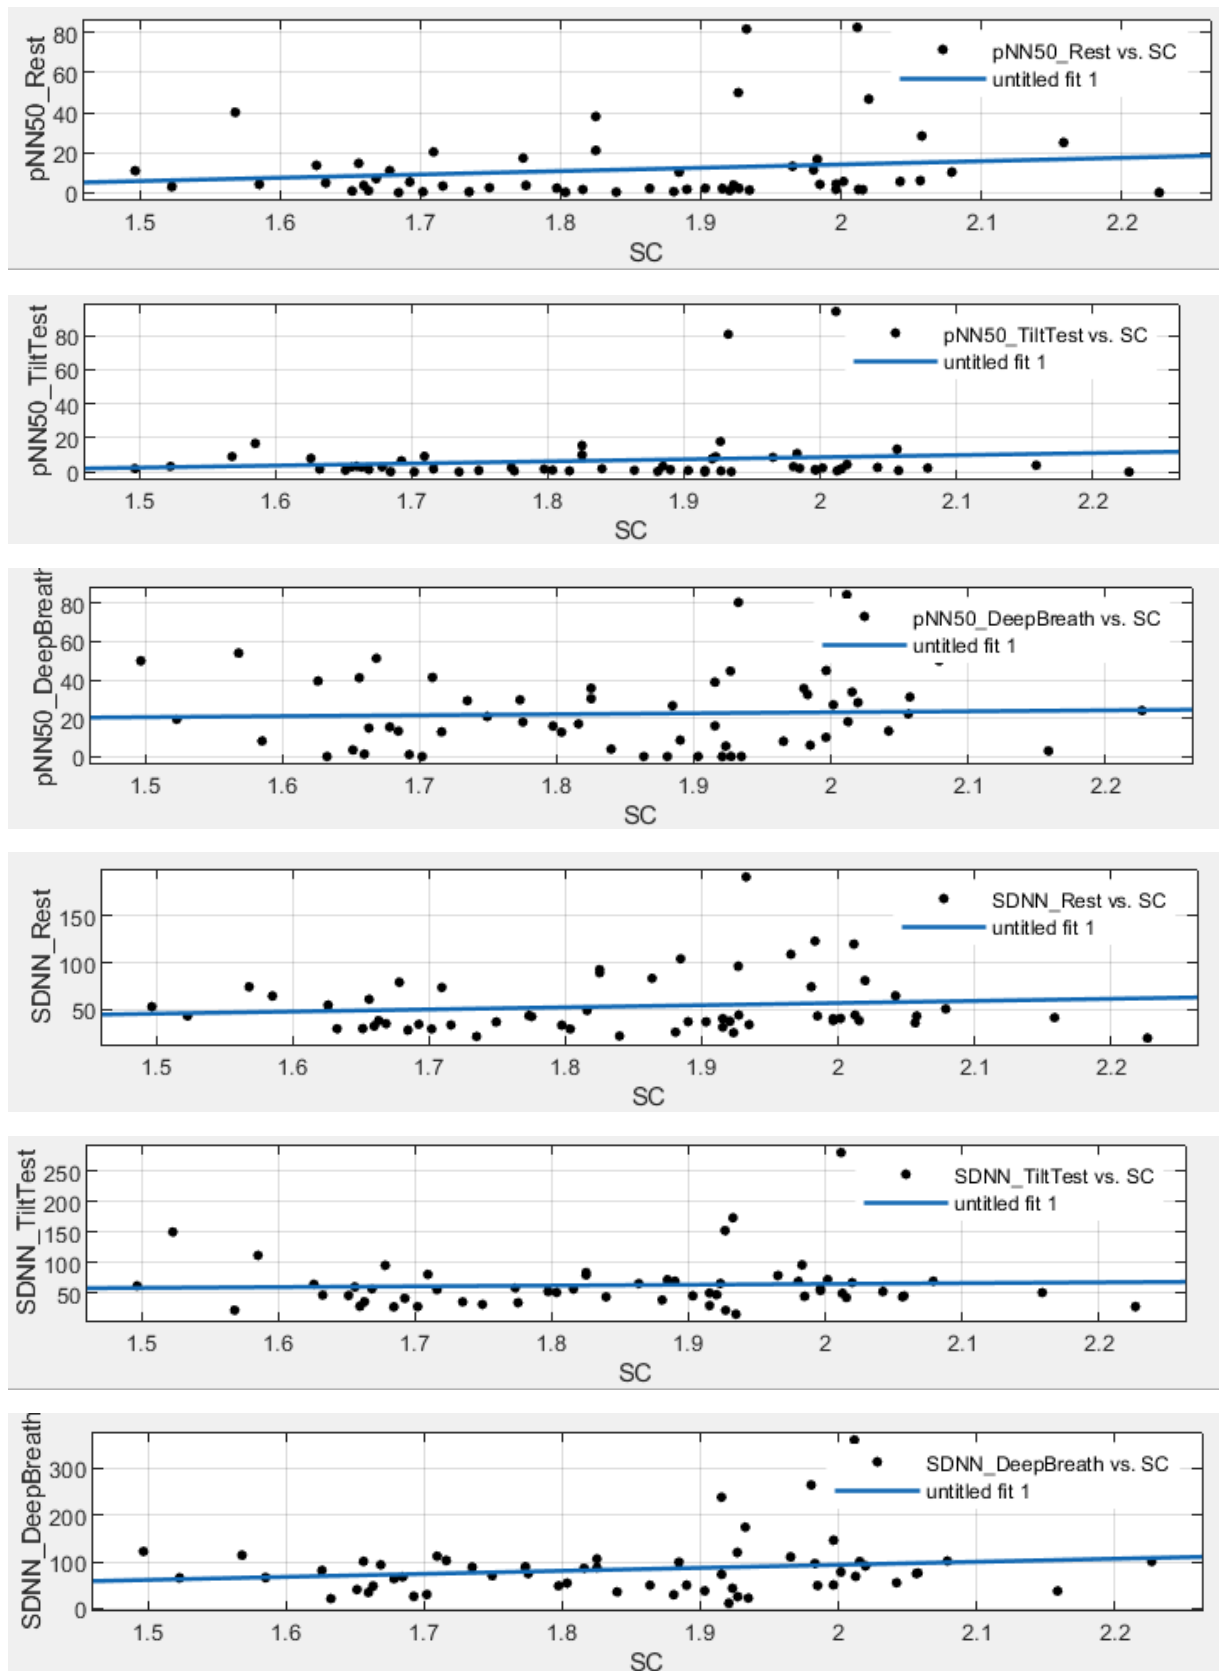 pNN50_Rest
80
60
40
20
0
pNN50_Rest vs. SC
untitled fit 1
1.5 1.6 1.7 1.8 1.9 2 2.1 2.2
SC
pNN50_TiltTest
80
60
40
20
0
pNN50_TiltTest vs. SC
untitled fit 1
1.5 1.6 1.7 1.8 1.9 2 2.1 2.2
SC
pNN50_DeepBreath
80
60
40
20
0
pNN50_DeepBreath vs. SC
untitled fit 1
1.5 1.6 1.7 1.8 1.9 2 2.1 2.2
SC
SDNN_Rest
150
100
50
SDNN_Rest vs. SC
untitled fit 1
1.5 1.6 1.7 1.8 1.9 2 2.1 2.2
SC
SDNN_TiltTest
250
200
150
100
50
SDNN_TiltTest vs. SC
untitled fit 1
1.5 1.6 1.7 1.8 1.9 2 2.1 2.2
SC
SDNN_DeepBreath
300
200
100
0
SDNN_DeepBreath vs. SC
untitled fit 1
1.5 1.6 1.7 1.8 1.9 2 2.1 2.2
SC